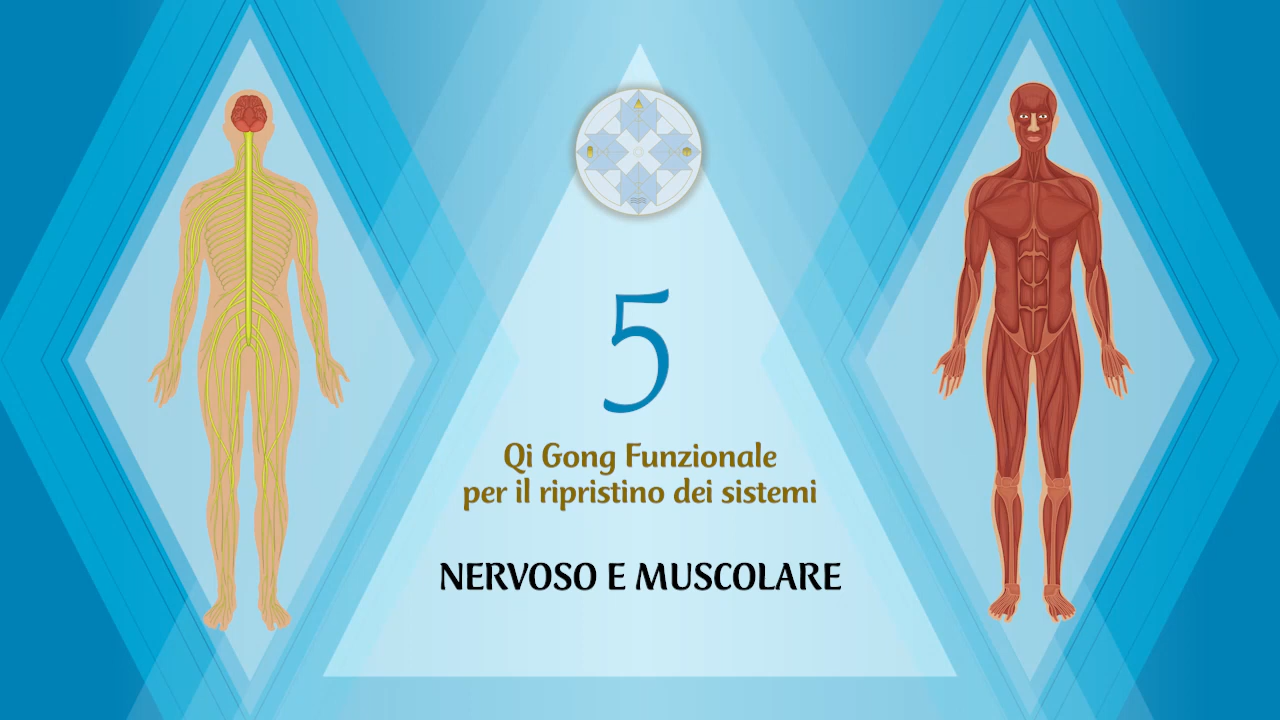 5
Qi Gong Funzionale
per il ripristino dei sistemi
NERVOSO E MUSCOLARE